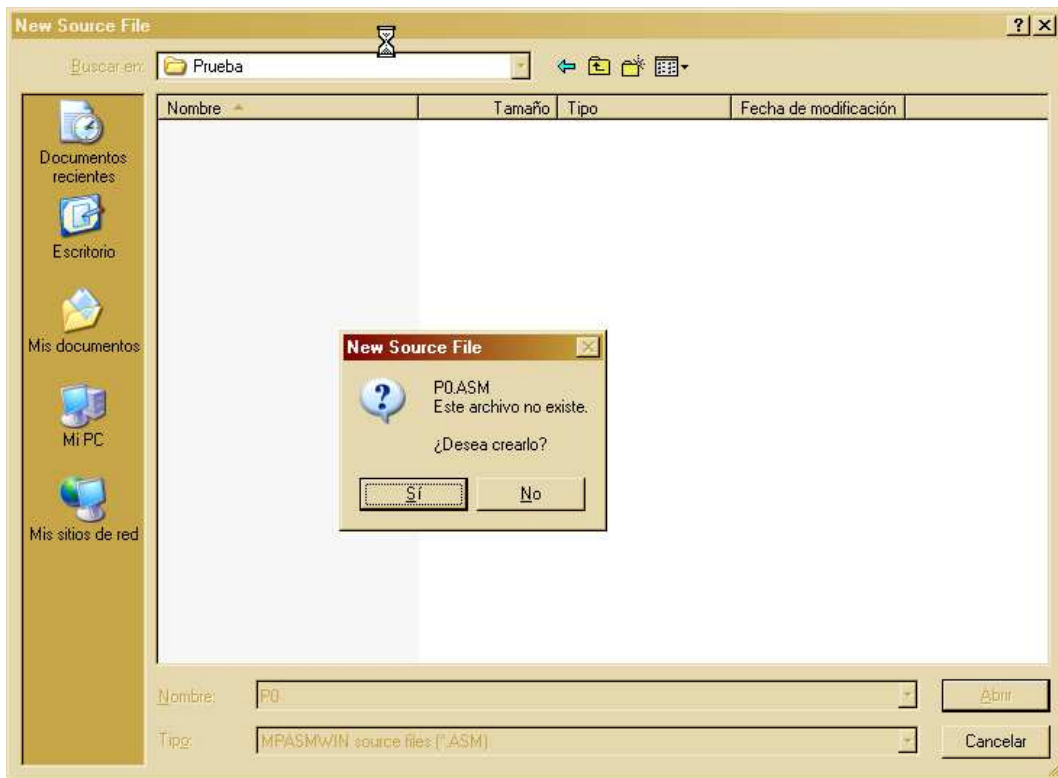 New Source File
Buscar en:
Prueba
Nombre
Tamaño
Tipo
Fecha de modificación
Documentos
recientes
Escritorio
Mis documentos
Mi PC
Mis sitios de red
New Source File
P0.ASM
Este archivo no existe.
¿Desea crearlo?
Sí
No
Nombre:
P0
Abrir
Tipo:
MPASMWIN source files (*.ASM)
Cancelar